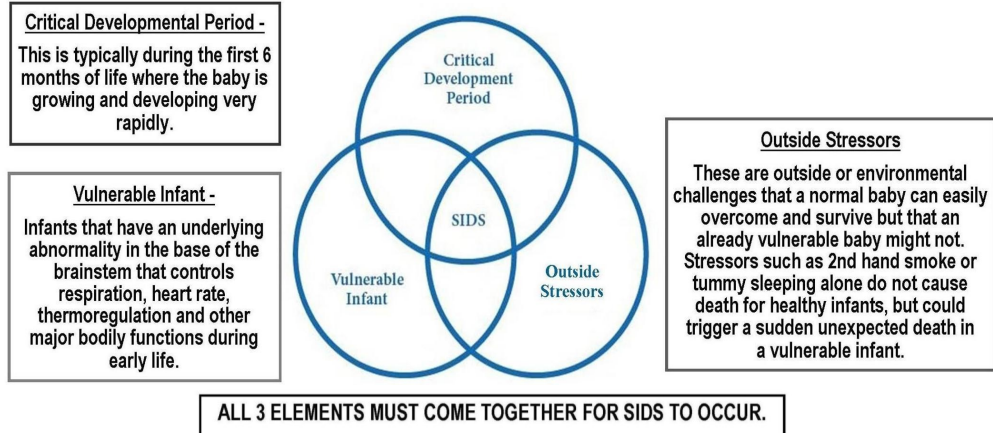 Critical Developmental Period -
This is typically during the first 6
months of life where the baby is
growing and developing very
rapidly.
Vulnerable Infant -
Infants that have an underlying
abnormality in the base of the
brainstem that controls
respiration, heart rate,
thermoregulation and other
major bodily functions during
early life.
Critical
Development
Period
SIDS
Vulnerable
Infant
Outside
Stressors
Outside Stressors
These are outside or environmental
challenges that a normal baby can easily
overcome and survive but that an
already vulnerable baby might not.
Stressors such as 2nd hand smoke or
tummy sleeping alone do not cause
death for healthy infants, but could
trigger a sudden unexpected death in
a vulnerable infant.
ALL 3 ELEMENTS MUST COME TOGETHER FOR SIDS TO OCCUR.